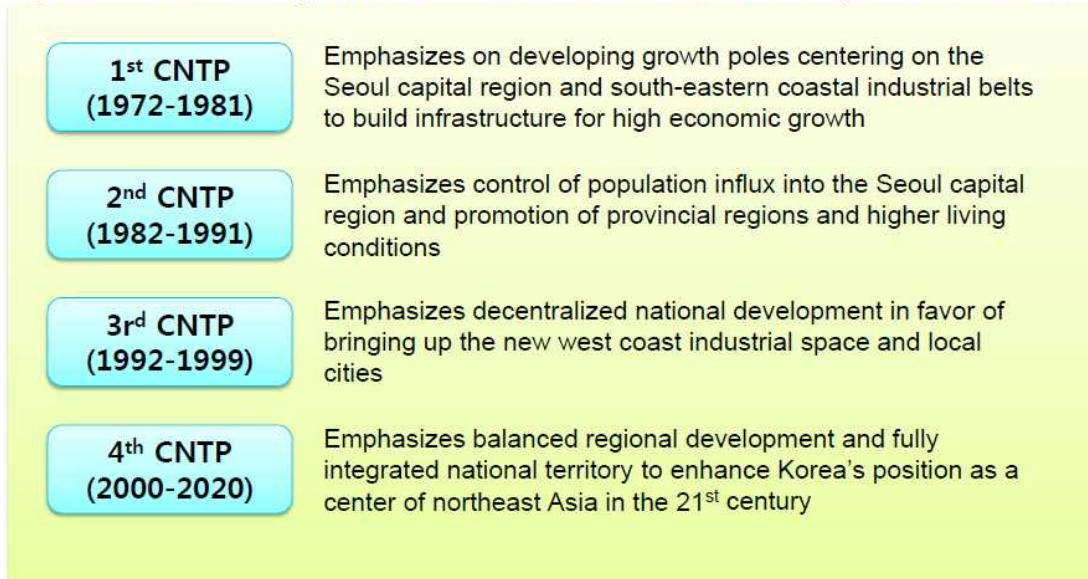 1st CNTP
(1972-1981)
Emphasizes on developing growth poles centering on the
Seoul capital region and south-eastern coastal industrial belts
to build infrastructure for high economic growth
2nd CNTP
(1982-1991)
Emphasizes control of population influx into the Seoul capital
region and promotion of provincial regions and higher living
conditions
3rd CNTP
(1992-1999)
Emphasizes decentralized national development in favor of
bringing up the new west coast industrial space and local
cities
4th CNTP
(2000-2020)
Emphasizes balanced regional development and fully
integrated national territory to enhance Korea's position as a
center of northeast Asia in the 21st century